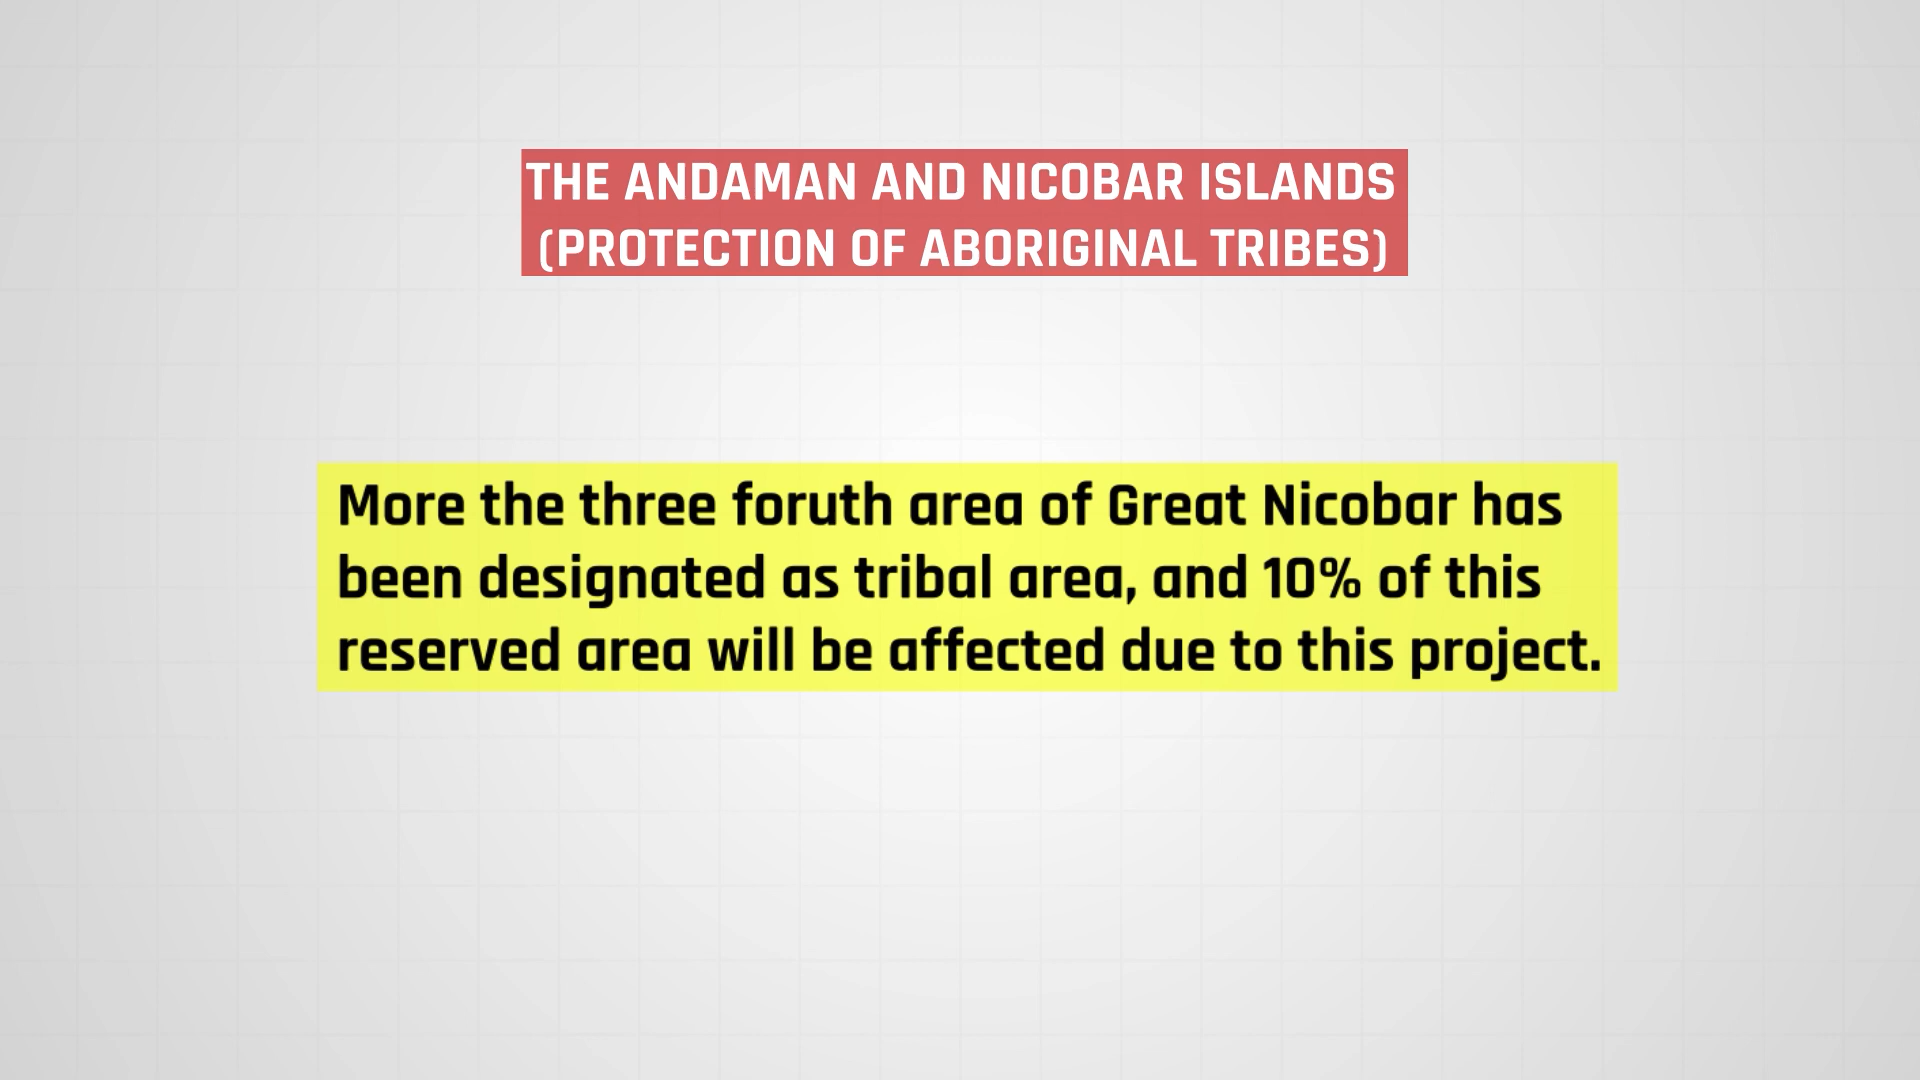 THE ANDAMAN AND NICOBAR ISLANDS
(PROTECTION OF ABORIGINAL TRIBES)
More the three foruth area of Great Nicobar has
been designated as tribal area, and 10% of this
reserved area will be affected due to this project.